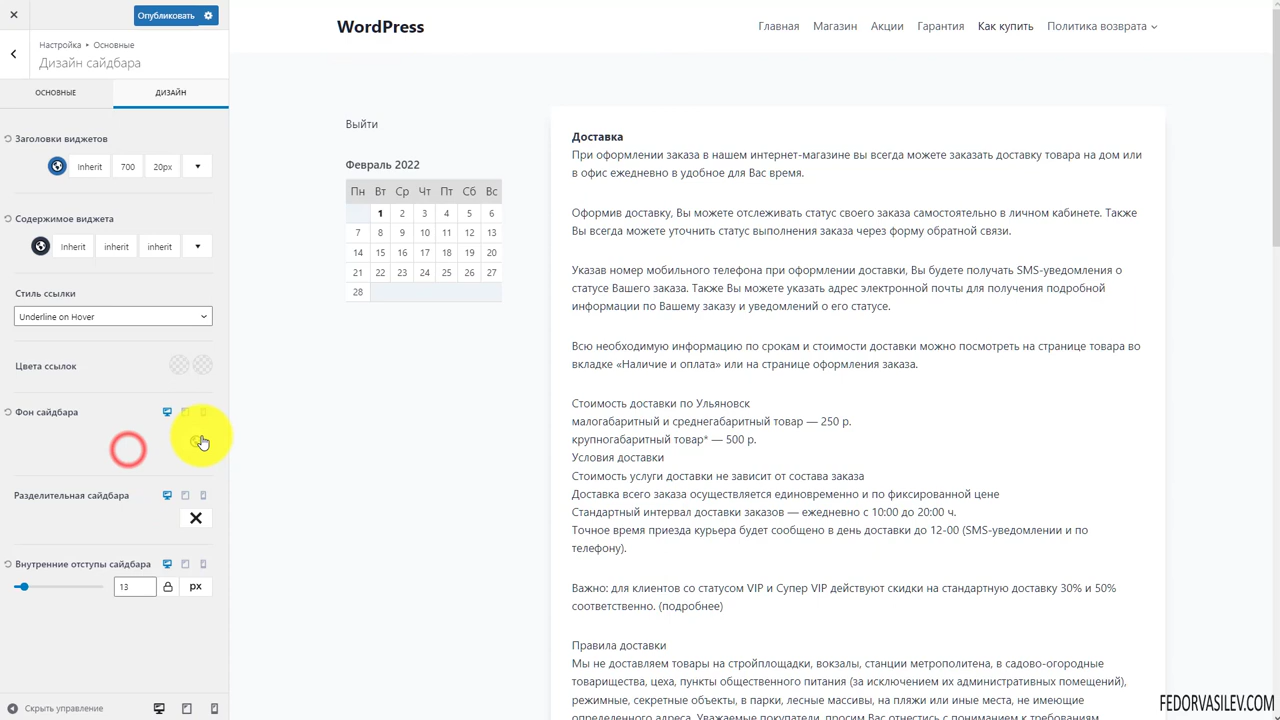 Опубликовать
Настройка ▸ Основные
Дизайн сайдбара
ОСНОВНЫЕ
ДИЗАЙН
Заголовки виджетов
Inherit 700 20px
Содержимое виджета
Inherit inherit inherit
Стиль ссылки
Underline on Hover
Цвета ссылок
Фон сайдбара
Разделительная сайдбара
Внутренние отступы сайдбара
13 px
Скрыть управление
WordPress
Главная Магазин Акции Гарантия Как купить Политика возврата
Выйти
Февраль 2022
Пн Вт Ср Чт Пт Сб Вс
1 2 3 4 5 6
7 8 9 10 11 12 13
14 15 16 17 18 19 20
21 22 23 24 25 26 27
28
Доставка
При оформлении заказа в нашем интернет-магазине вы всегда можете заказать доставку товара на дом или
в офис ежедневно в удобное для Вас время.
Оформив доставку, Вы можете отслеживать статус своего заказа самостоятельно в личном кабинете. Также
Вы всегда можете уточнить статус выполнения заказа через форму обратной связи.
Указав номер мобильного телефона при оформлении доставки, Вы будете получать SMS-уведомления о
статусе Вашего заказа. Также Вы можете указать адрес электронной почты для получения подробной
информации по Вашему заказу и уведомлений о его статусе.
Всю необходимую информацию по срокам и стоимости доставки можно посмотреть на странице товара во
вкладке «Наличие и оплата» или на странице оформления заказа.
Стоимость доставки по Ульяновск
малогабаритный и среднегабаритный товар — 250 р.
крупногабаритный товар* — 500 р.
Условия доставки
Стоимость услуги доставки не зависит от состава заказа
Доставка всего заказа осуществляется единовременно и по фиксированной цене
Стандартный интервал доставки заказов — ежедневно с 10:00 до 20:00 ч.
Точное время приезда курьера будет сообщено в день доставки до 12-00 (SMS-уведомлении и по
телефону).
Важно: для клиентов со статусом VIP и Супер VIP действуют скидки на стандартную доставку 30% и 50%
соответственно. (подробнее)
Правила доставки
Мы не доставляем товары на стройплощадки, вокзалы, станции метрополитена, в садово-огородные
товарищества, цеха, пункты общественного питания (за исключением их административных помещений),
режимные, секретные объекты, в парки, лесные массивы, на пляжи или иные места, не имеющие
определенного адреса. Уважаемые покупатели, просим Вас отнестись с пониманием к требованиям
FEDORVASILEV.COM